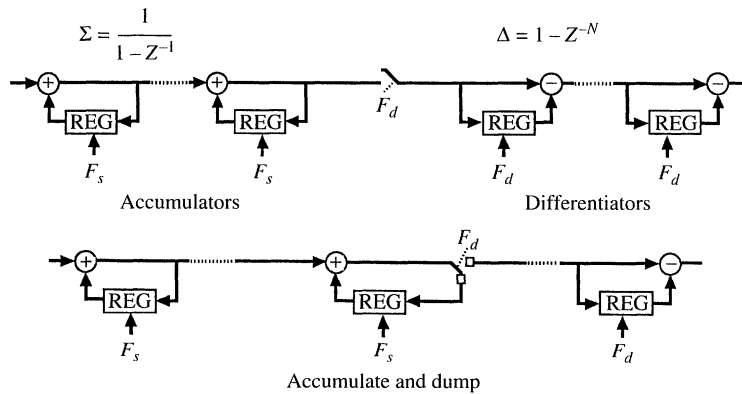 Σ = 1 / (1 – Z⁻¹)
Δ = 1 – Z⁻ᴺ
+
+
–
–
F_d
REG
REG
REG
REG
F_s
F_s
F_d
F_d
Accumulators
Differentiators
F_d
+
+
–
REG
REG
REG
F_s
F_s
F_d
Accumulate and dump